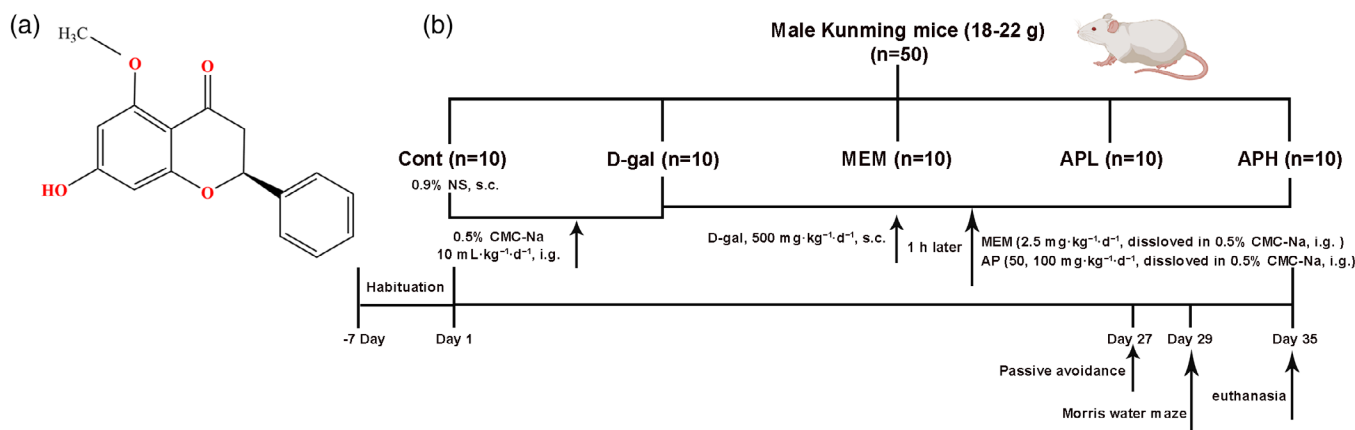 (a)
H₃C
O
O
HO
O
(b)
Male Kunming mice (18-22 g)
(n=50)
Cont (n=10)
D-gal (n=10)
MEM (n=10)
APL (n=10)
APH (n=10)
0.9% NS, s.c.
0.5% CMC-Na
10 mL·kg⁻¹·d⁻¹, i.g.
D-gal, 500 mg·kg⁻¹·d⁻¹, s.c.
1 h later
MEM (2.5 mg·kg⁻¹·d⁻¹, dissloved in 0.5% CMC-Na, i.g. )
AP (50, 100 mg·kg⁻¹·d⁻¹, dissloved in 0.5% CMC-Na, i.g.)
Habituation
-7 Day
Day 1
Day 27
Day 29
Day 35
Passive avoidance
Morris water maze
euthanasia